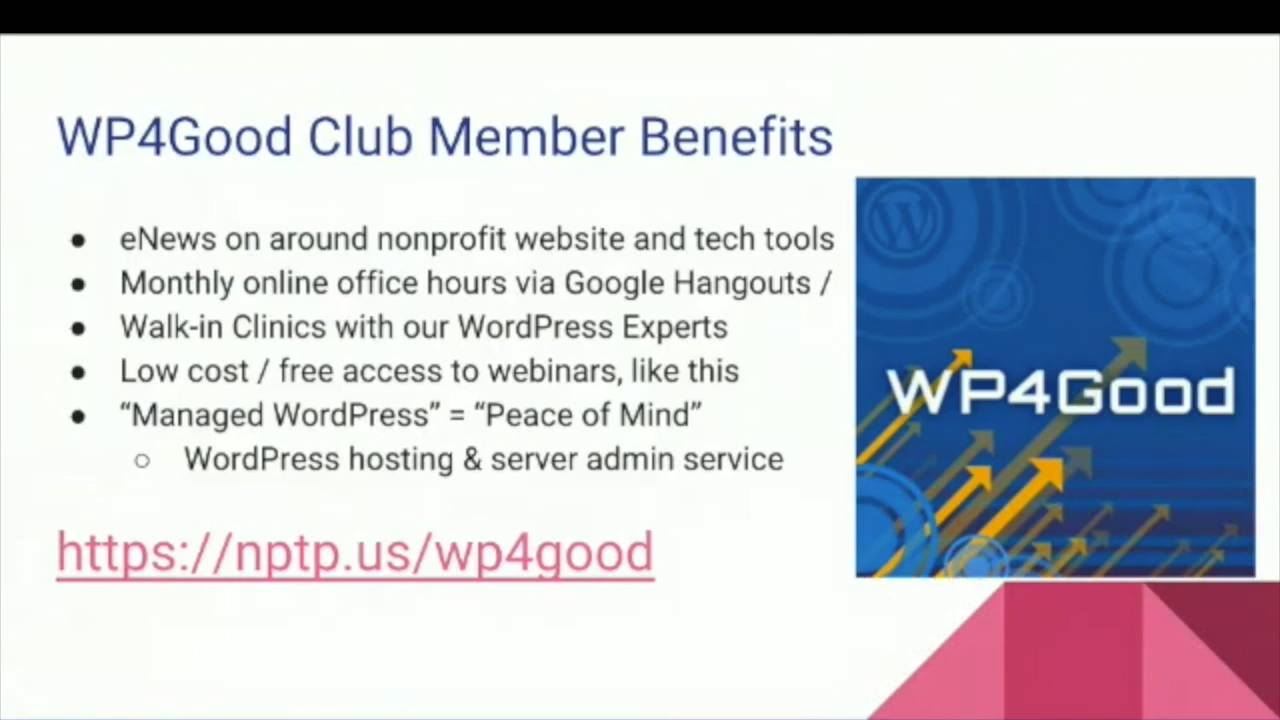 WP4Good Club Member Benefits
● eNews on around nonprofit website and tech tools
● Monthly online office hours via Google Hangouts /
● Walk-in Clinics with our WordPress Experts
● Low cost / free access to webinars, like this
● “Managed WordPress” = “Peace of Mind”
○ WordPress hosting & server admin service
https://nptp.us/wp4good
WP4Good